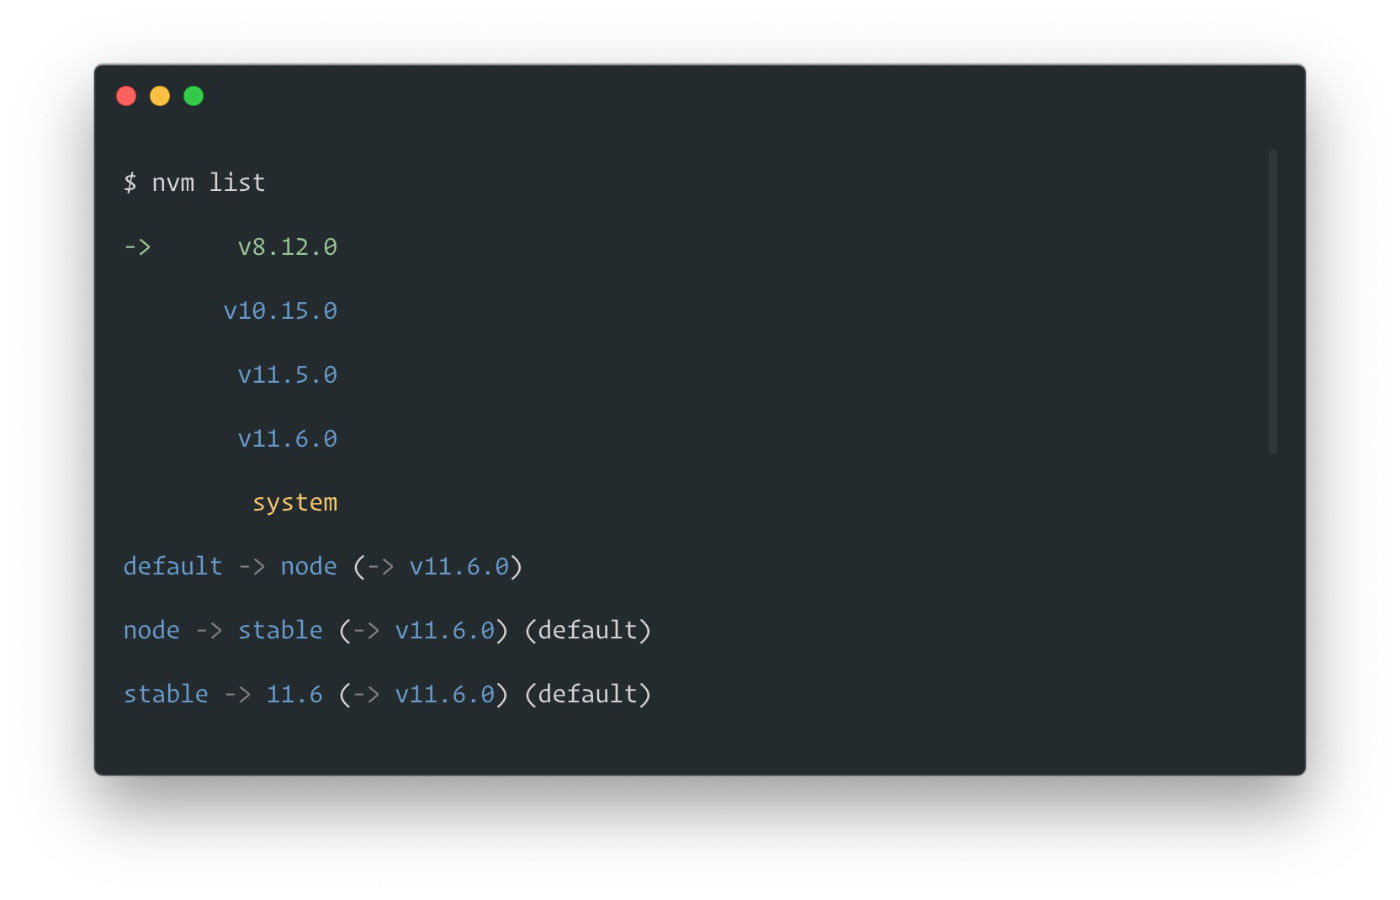 $ nvm list
->      v8.12.0
       v10.15.0
        v11.5.0
        v11.6.0
         system
default -> node (-> v11.6.0)
node -> stable (-> v11.6.0) (default)
stable -> 11.6 (-> v11.6.0) (default)